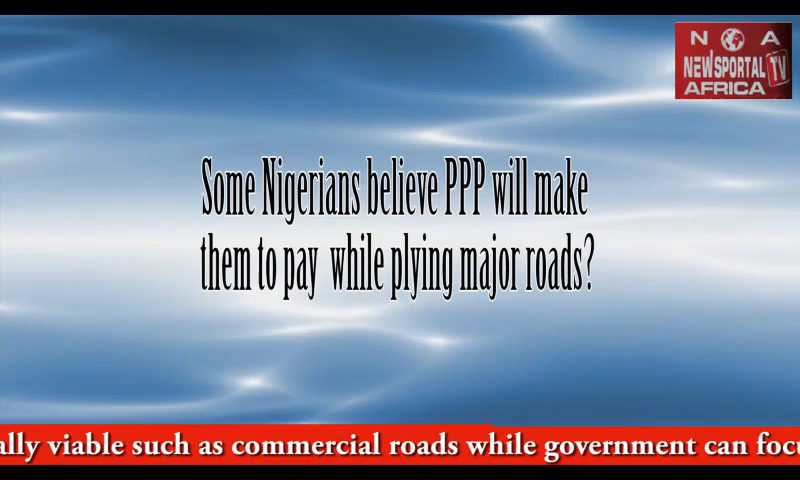 N A
NEWSPORTAL TV
AFRICA
Some Nigerians believe PPP will make
them to pay while plying major roads?
ally viable such as commercial roads while government can focu